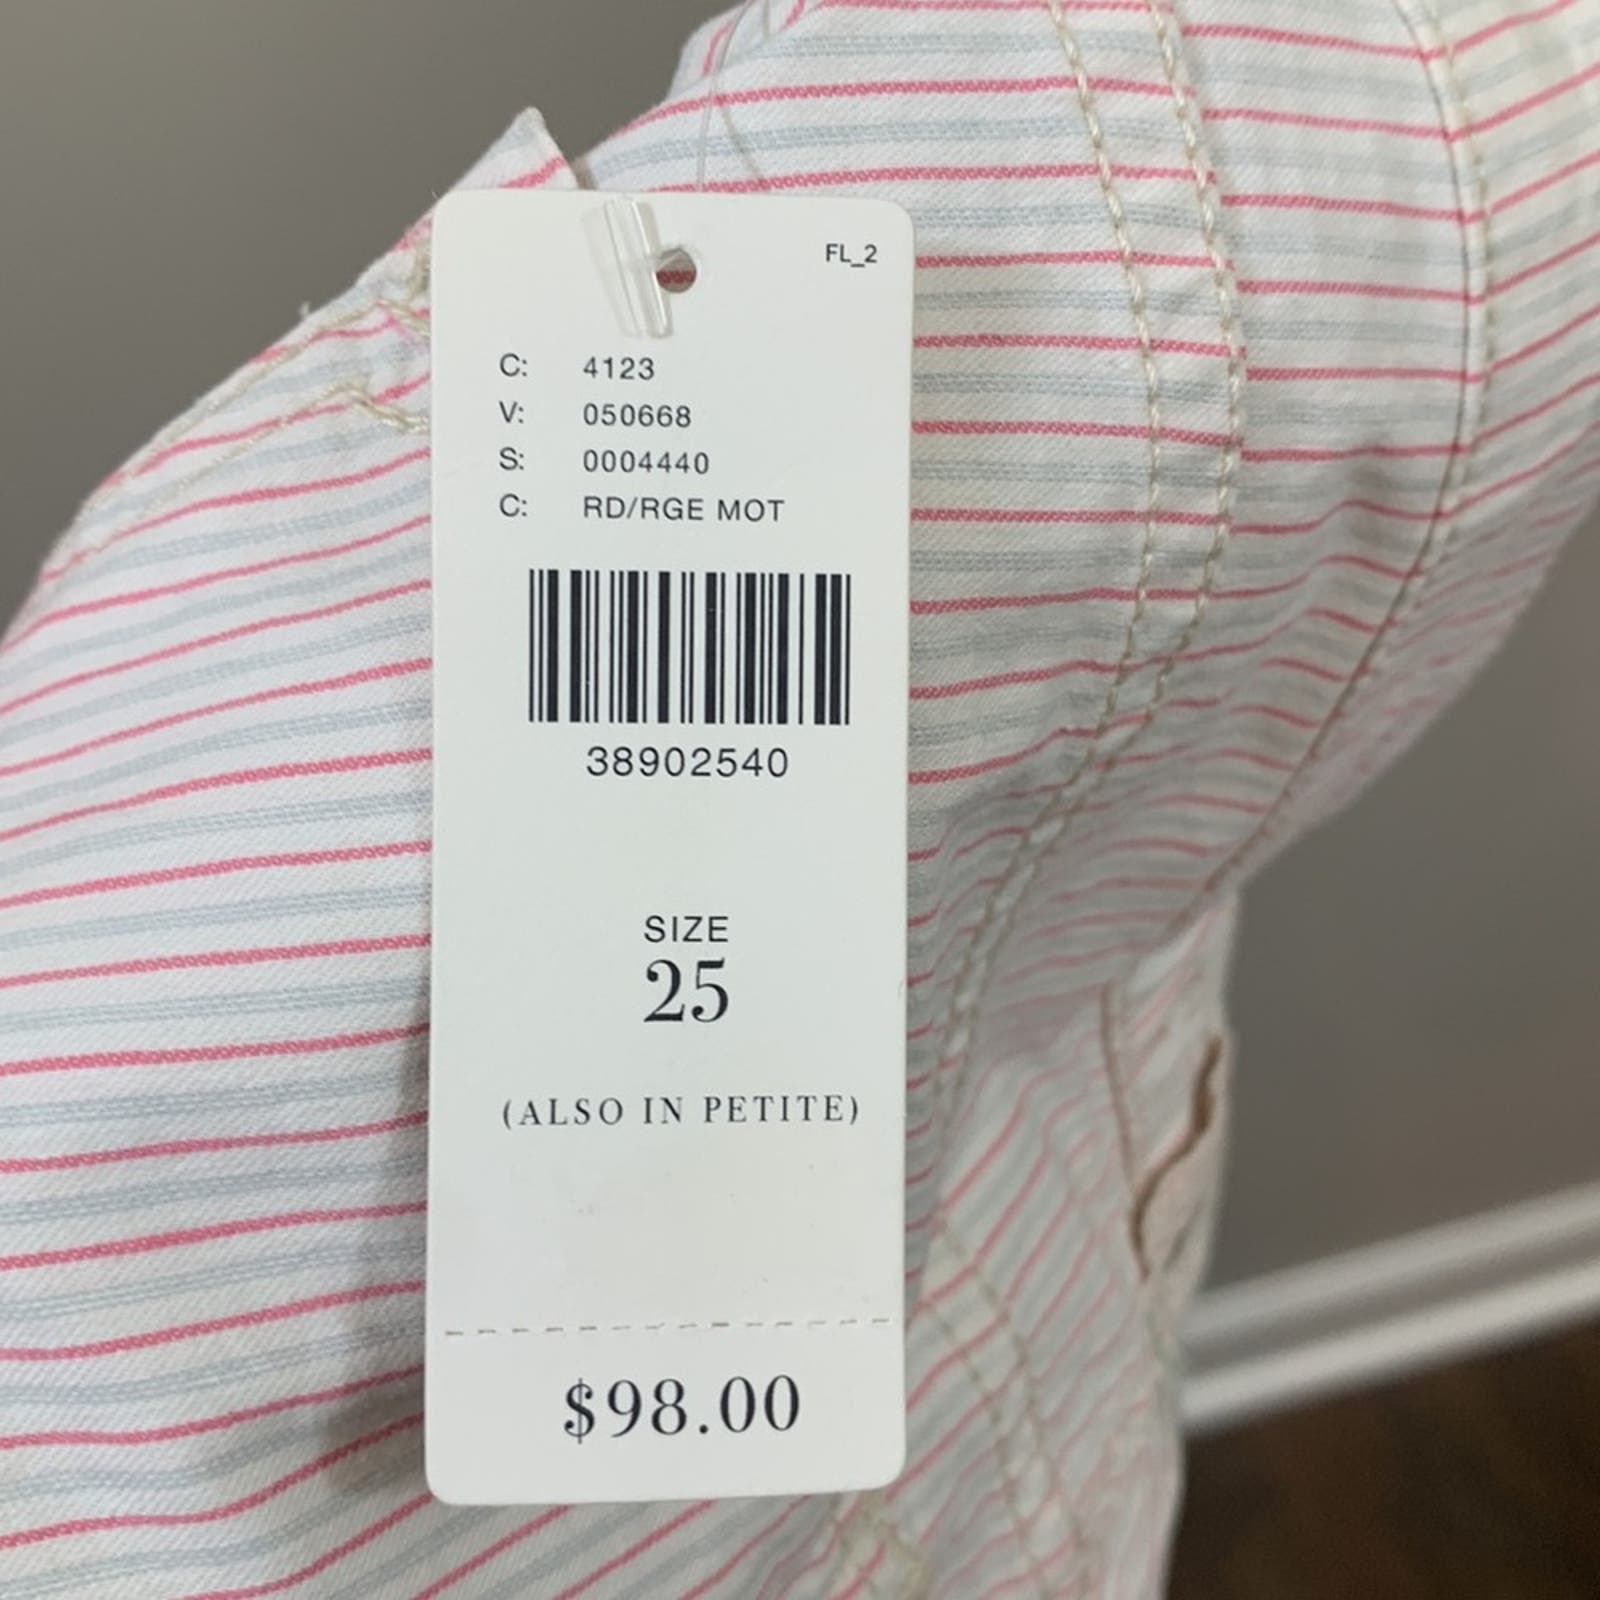 FL_2
C: 4123
V: 050668
S: 0004440
C: RD/RGE MOT
38902540
SIZE
25
(ALSO IN PETITE)
$98.00